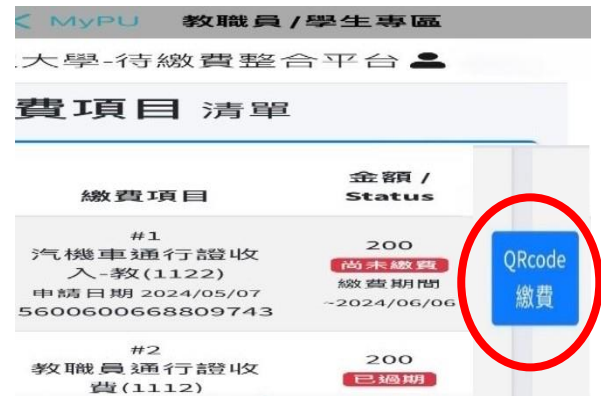 < MyPU 教職員/學生專區
大學-待繳費整合平台
費項目 清單
繳費項目
金額 /
Status
#1
汽機車通行證收
入-教(1122)
申請日期 2024/05/07
5600600668809743
200
尚未繳費
繳費期間
~2024/06/06
QRcode
繳費
#2
教職員通行證收
費(1112)
200
已過期